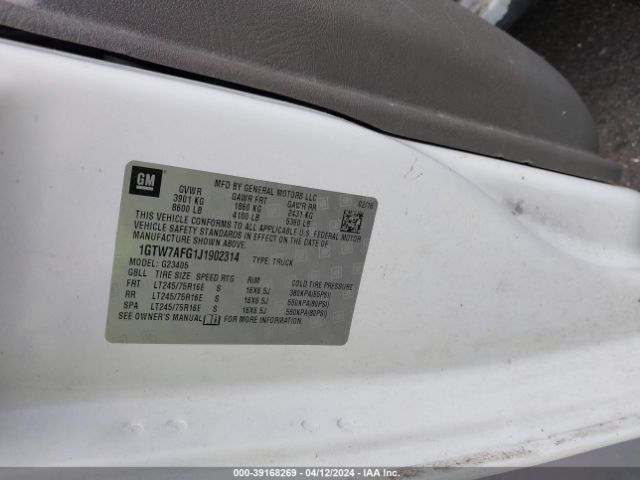 GM
MFD BY GENERAL MOTORS LLC
02/18
GVWR GAWR FRT GAWR RR
3901 KG 1860 KG 2431 KG
8600 LB 4100 LB 5360 LB
THIS VEHICLE CONFORMS TO ALL APPLICABLE U.S. FEDERAL MOTOR
VEHICLE SAFETY STANDARDS IN EFFECT ON THE DATE OF
MANUFACTURE SHOWN ABOVE.
1GTW7AFG1J1902314 TYPE: TRUCK
MODEL: G23405
GBLL TIRE SIZE SPEED RTG RIM COLD TIRE PRESSURE
FRT LT245/75R16E S 16X6.5J 380KPA(55PSI)
RR LT245/75R16E S 16X6.5J 550KPA(80PSI)
SPA LT245/75R16E S 16X6.5J 550KPA(80PSI)
SEE OWNER'S MANUAL FOR MORE INFORMATION.
000-39168269 - 04/12/2024 - IAA Inc.